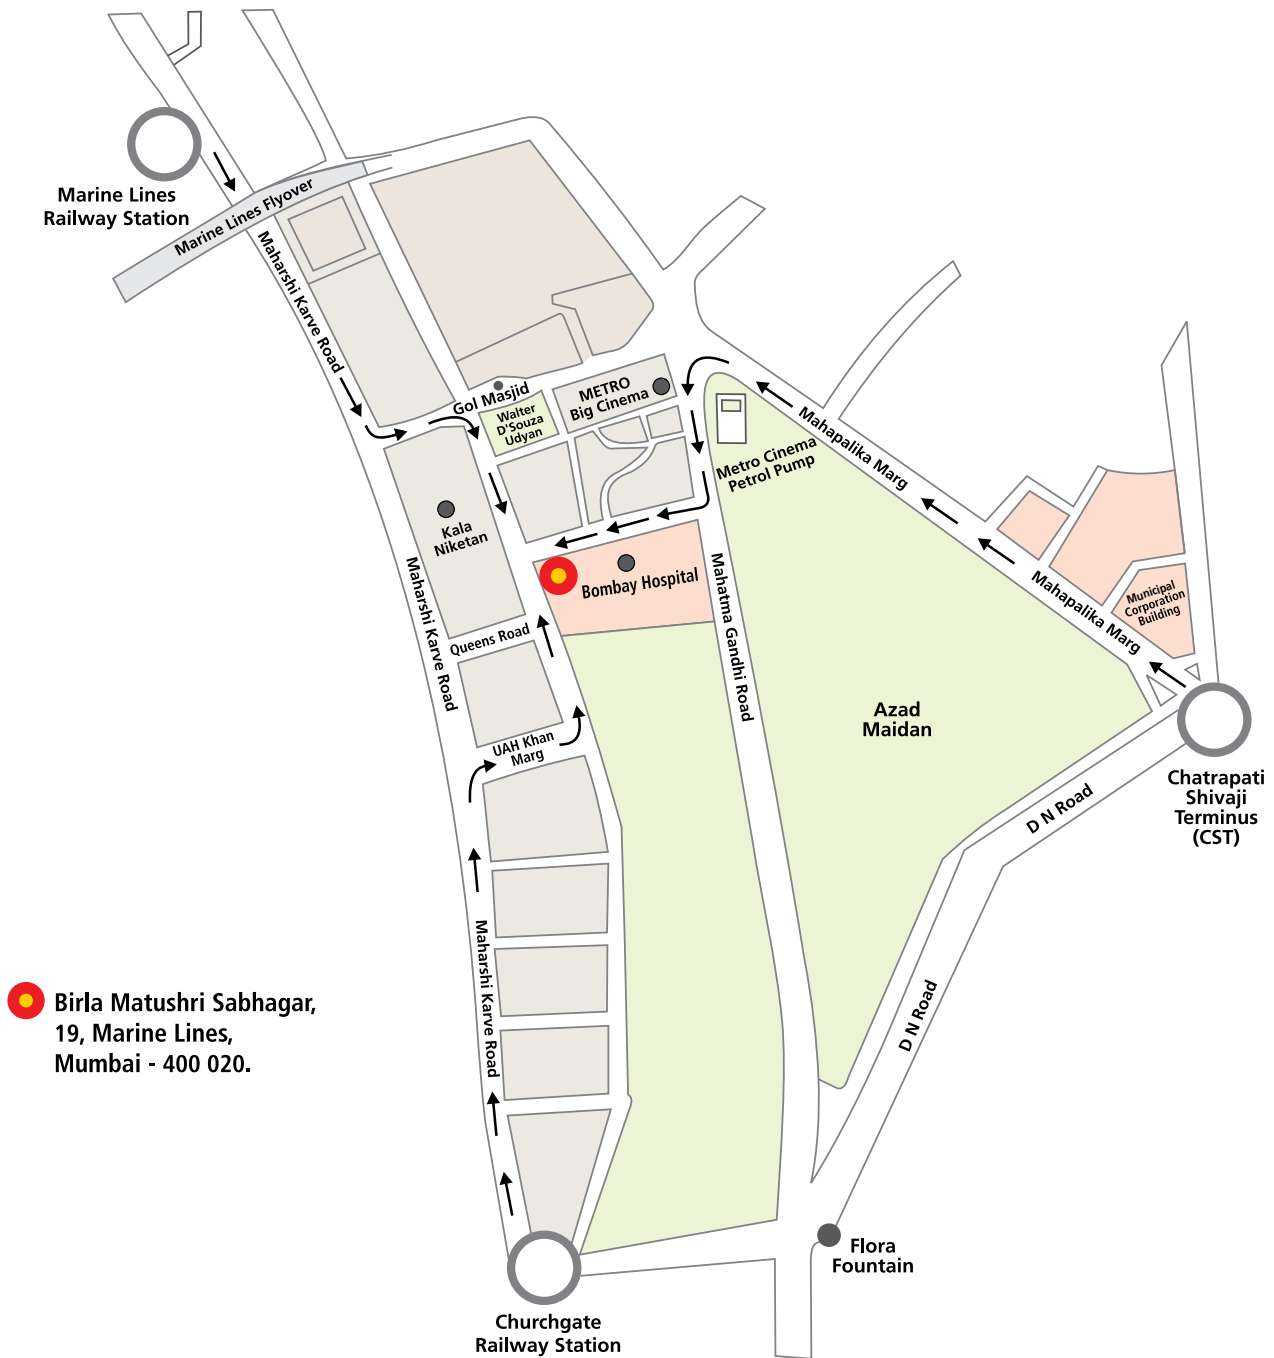 Marine Lines
Railway Station
Marine Lines Flyover
Maharshi Karve Road
Gol Masjid
Walter
D'Souza
Udyan
METRO
Big Cinema
Metro Cinema
Petrol Pump
Mahapalika Marg
Kala
Niketan
Maharshi Karve Road
Bombay Hospital
Mahatma Gandhi Road
Mahapalika Marg
Municipal
Corporation
Building
Queens Road
UAH Khan
Marg
Azad
Maidan
Chatrapati
Shivaji
Terminus
(CST)
D N Road
D N Road
Maharshi Karve Road
Birla Matushri Sabhagar,
19, Marine Lines,
Mumbai - 400 020.
Flora
Fountain
Churchgate
Railway Station